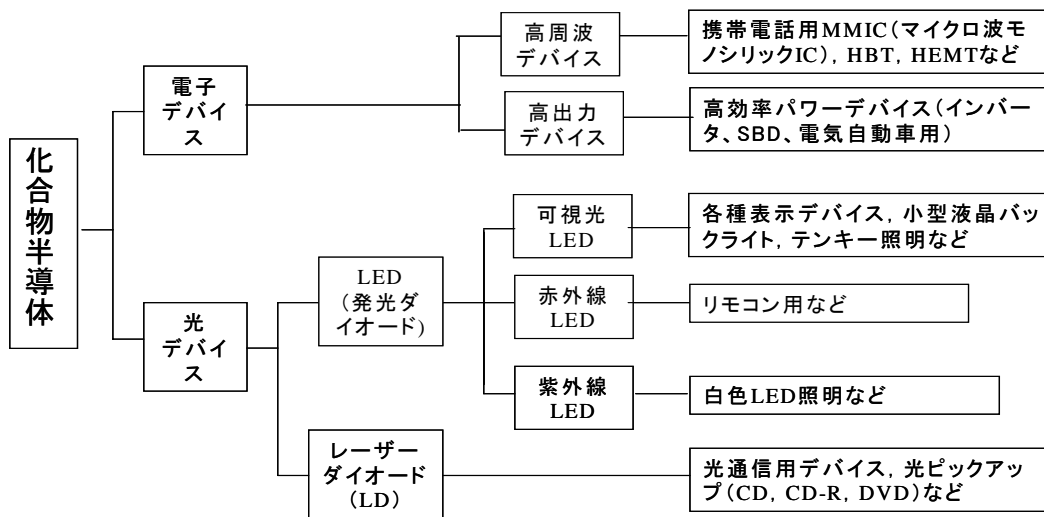 化合物半導体
電子
デバイ
ス
高周波
デバイス
携帯電話用MMIC(マイクロ波モ
ノシリックIC), HBT, HEMTなど
高出力
デバイス
高効率パワーデバイス(インバー
タ、SBD、電気自動車用)
光
デバイ
ス
LED
(発光ダ
イオード)
可視光
LED
各種表示デバイス, 小型液晶バッ
クライト, テンキー照明など
赤外線
LED
リモコン用など
紫外線
LED
白色LED照明など
レーザー
ダイオード
(LD)
光通信用デバイス, 光ピックアッ
プ(CD, CD-R, DVD)など